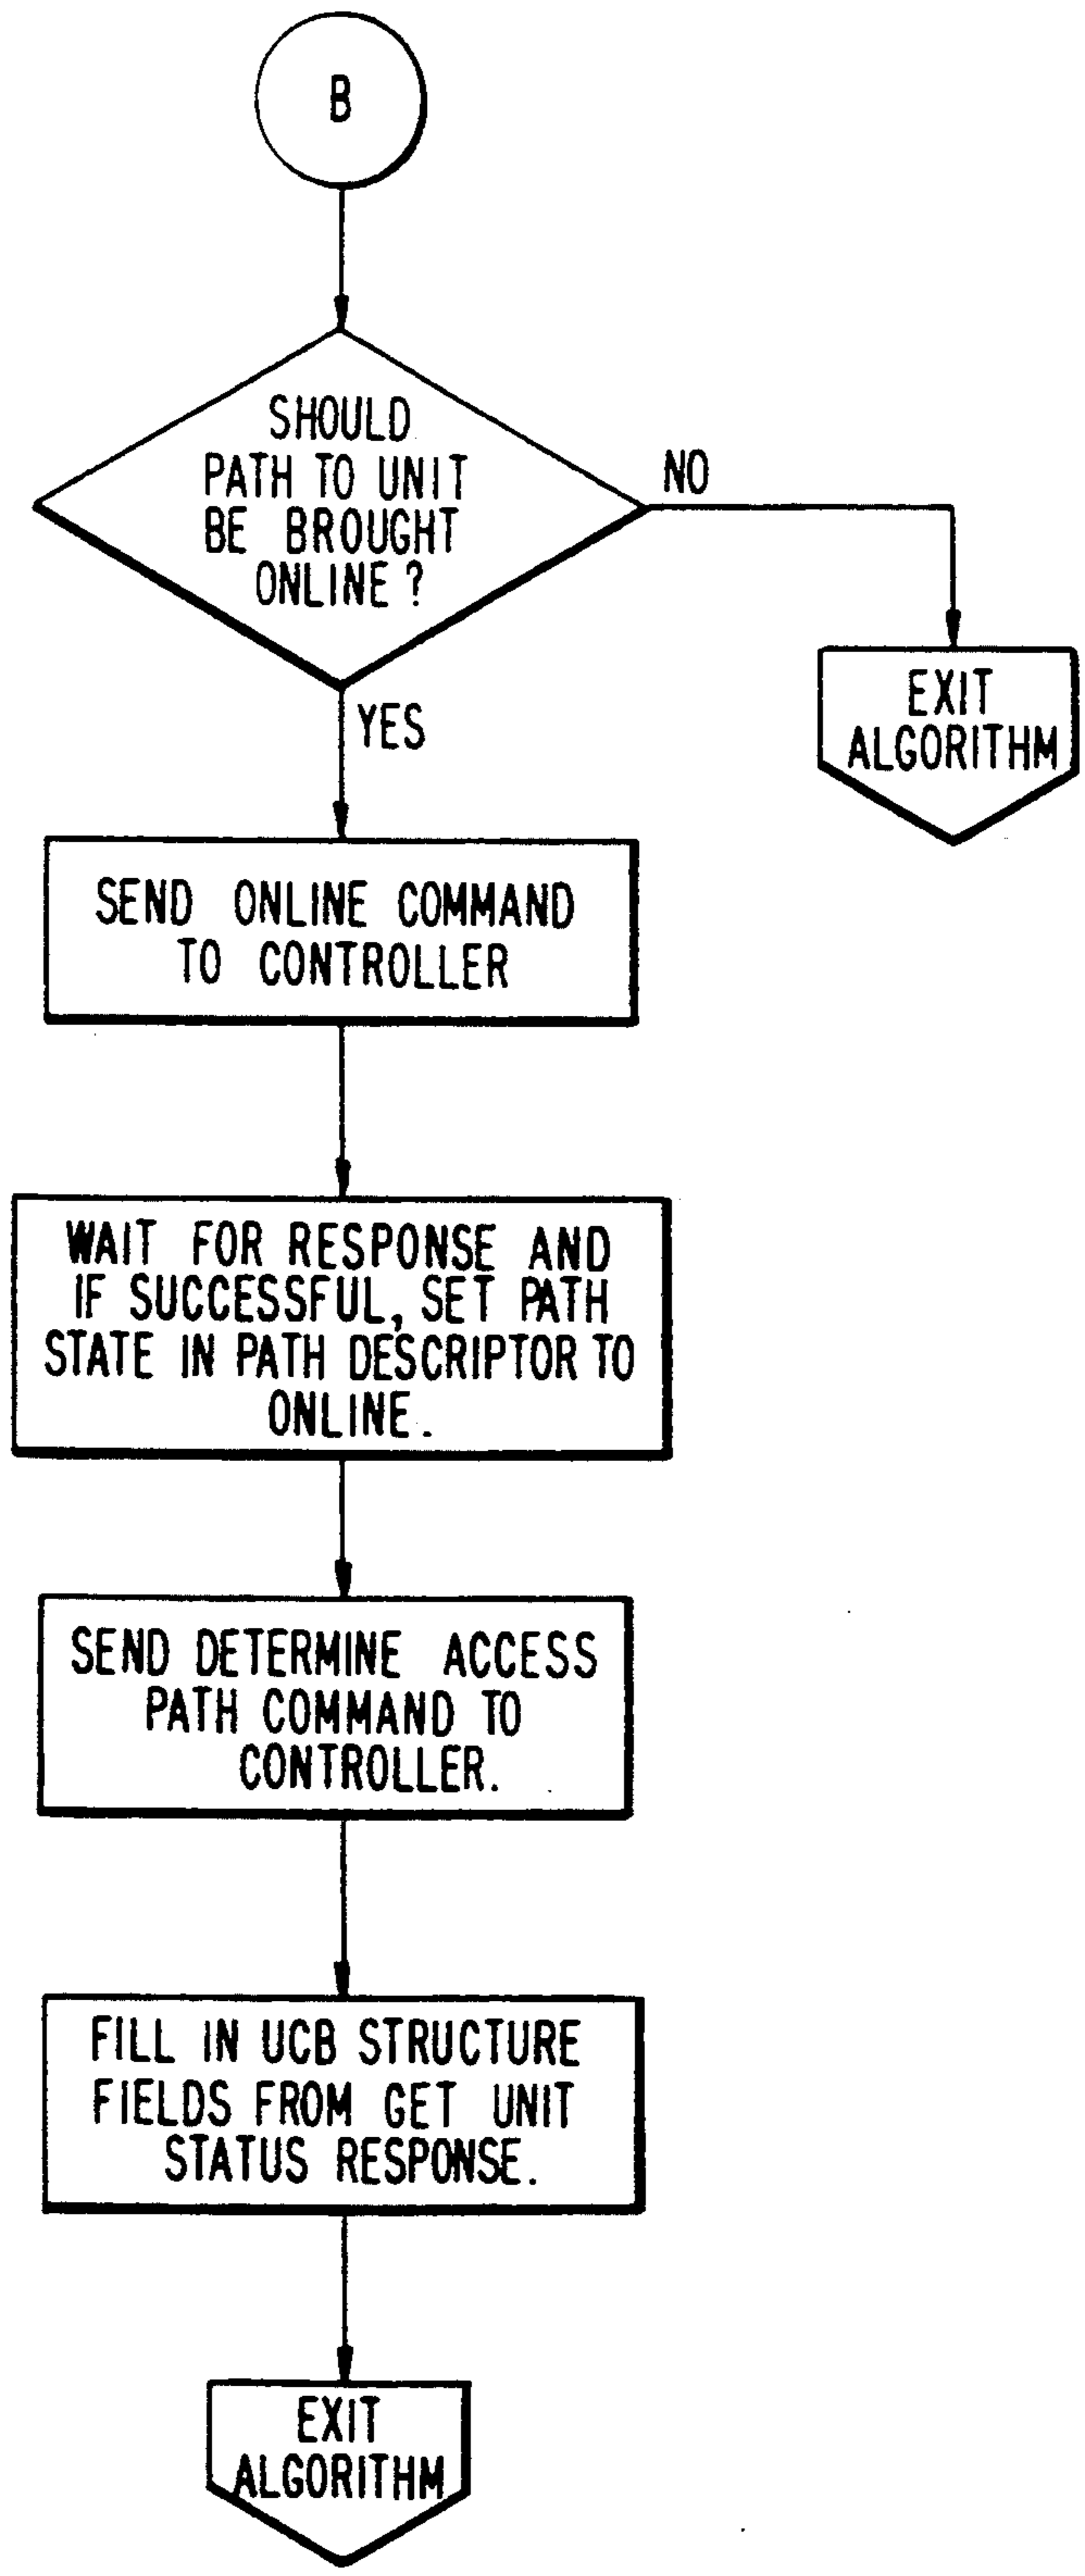 B
SHOULD
PATH TO UNIT
BE BROUGHT
ONLINE ?
NO
EXIT
ALGORITHM
YES
SEND ONLINE COMMAND
TO CONTROLLER
WAIT FOR RESPONSE AND
IF SUCCESSFUL, SET PATH
STATE IN PATH DESCRIPTOR TO
ONLINE.
SEND DETERMINE ACCESS
PATH COMMAND TO
CONTROLLER.
FILL IN UCB STRUCTURE
FIELDS FROM GET UNIT
STATUS RESPONSE.
EXIT
ALGORITHM